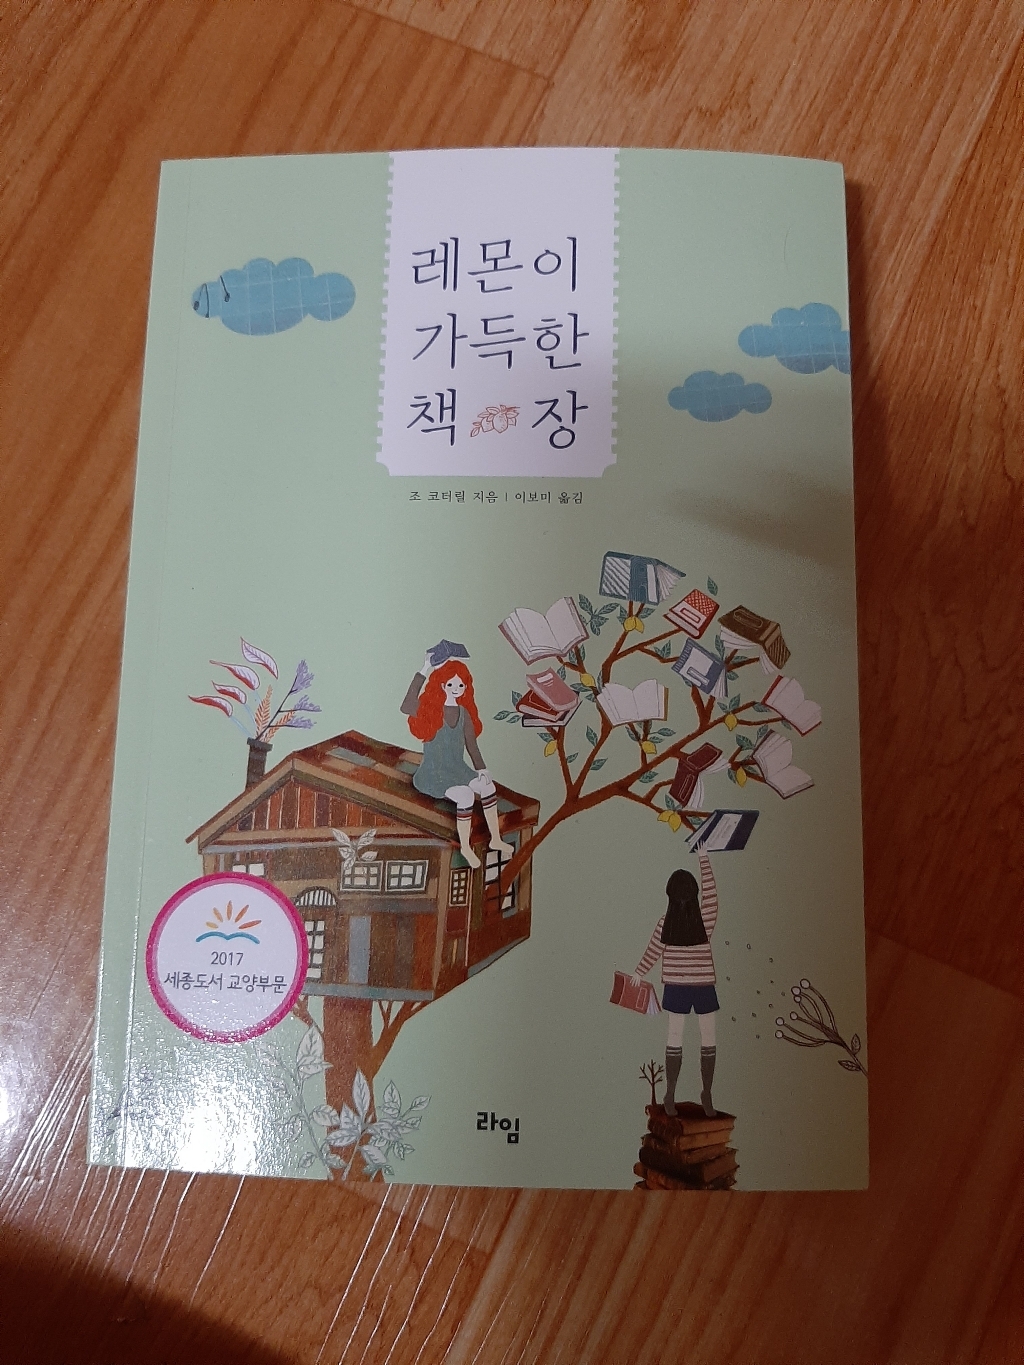 레몬이
가득한
책장
조 코터릴 지음 | 이보미 옮김
2017
세종도서 교양부문
라임